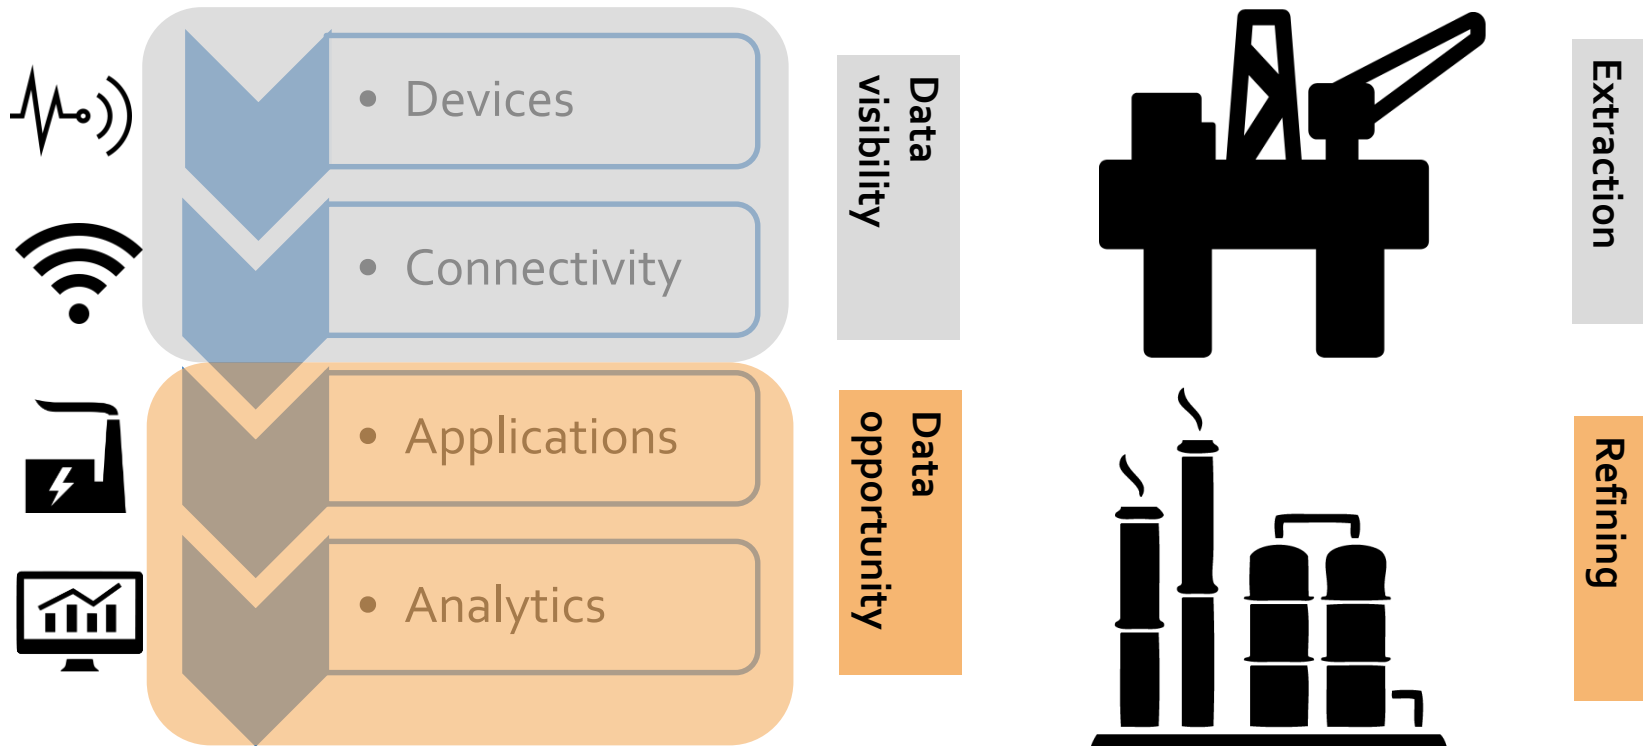 • Devices
• Connectivity
• Applications
• Analytics
Data
visibility
Data
opportunity
Extraction
Refining